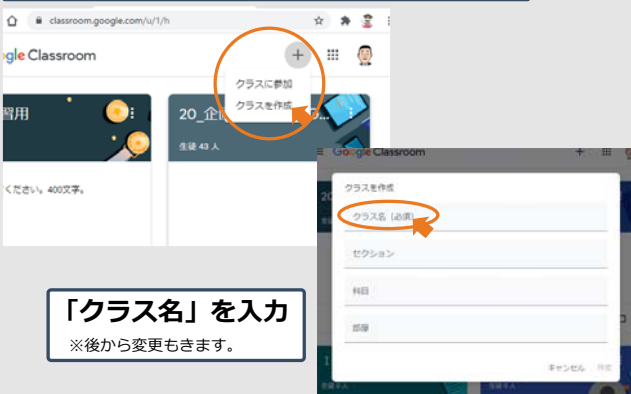 classroom.google.com/u/1/h
gle Classroom
クラスに参加
クラスを作成
習用
20_企
生徒 43 人
ください。400文字。
Google Classroom
クラスを作成
クラス名 (必須)
セクション
科目
部屋
キャンセル 作成
「クラス名」を入力
※後から変更もきます。